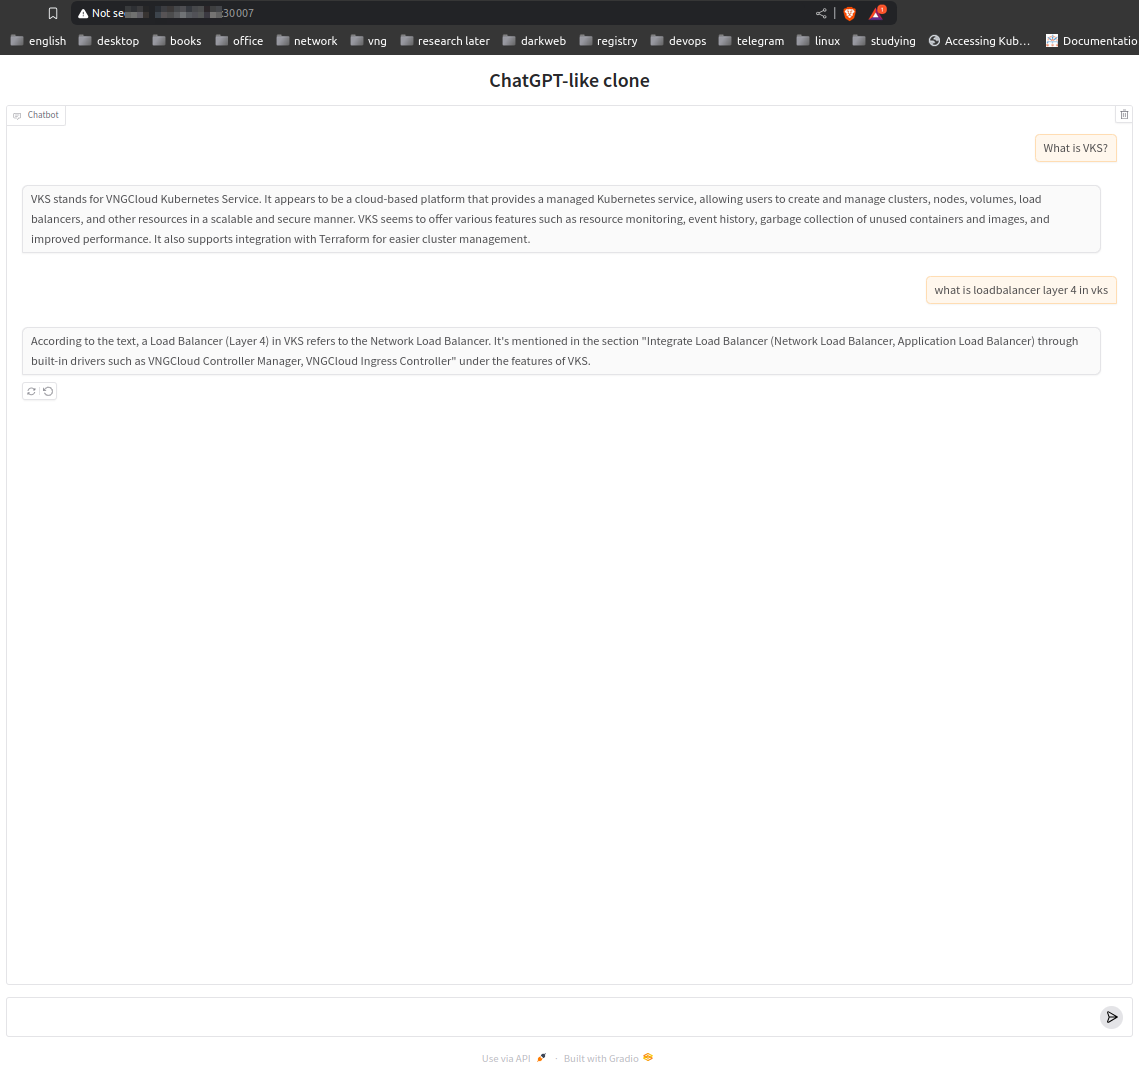 Not se
30007
english desktop books office network vng research later darkweb registry devops telegram linux studying Accessing Kub... Documentatio
ChatGPT-like clone
Chatbot
What is VKS?
VKS stands for VNGCloud Kubernetes Service. It appears to be a cloud-based platform that provides a managed Kubernetes service, allowing users to create and manage clusters, nodes, volumes, load
balancers, and other resources in a scalable and secure manner. VKS seems to offer various features such as resource monitoring, event history, garbage collection of unused containers and images, and
improved performance. It also supports integration with Terraform for easier cluster management.
what is loadbalancer layer 4 in vks
According to the text, a Load Balancer (Layer 4) in VKS refers to the Network Load Balancer. It's mentioned in the section "Integrate Load Balancer (Network Load Balancer, Application Load Balancer) through
built-in drivers such as VNGCloud Controller Manager, VNGCloud Ingress Controller" under the features of VKS.
Use via API · Built with Gradio